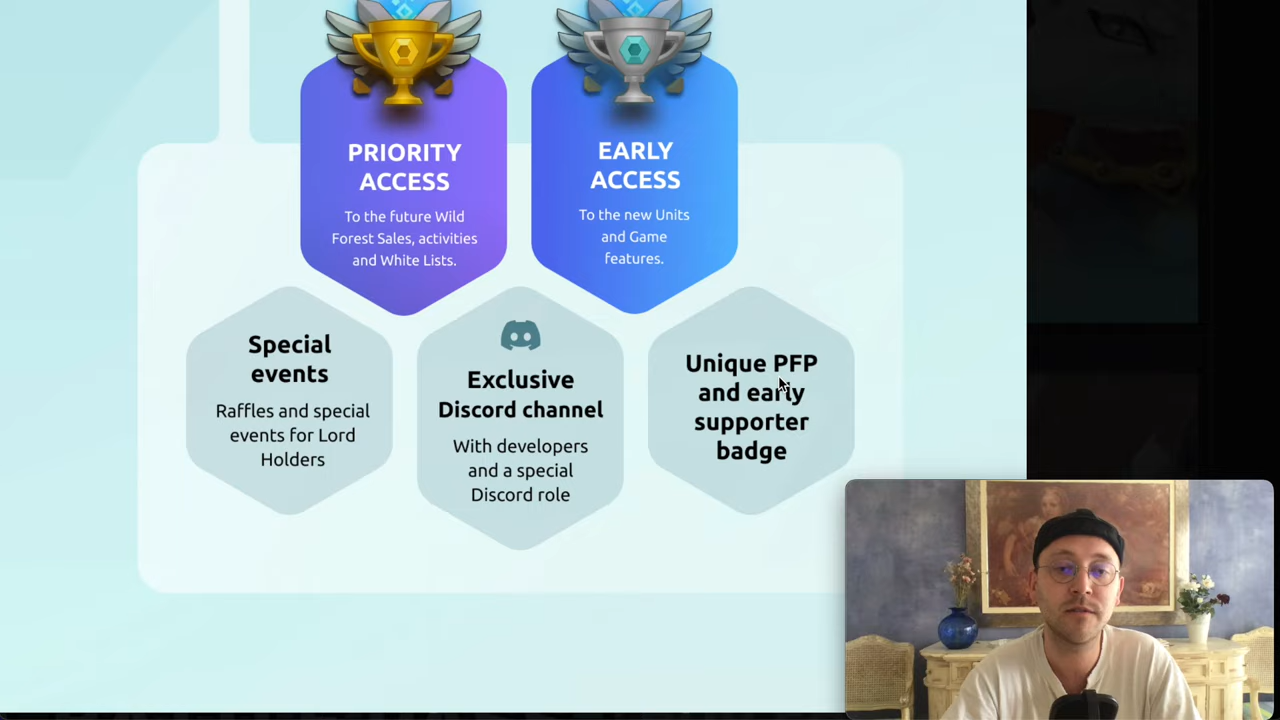 PRIORITY
ACCESS
To the future Wild
Forest Sales, activities
and White Lists.
EARLY
ACCESS
To the new Units
and Game
features.
Special
events
Raffles and special
events for Lord
Holders
Exclusive
Discord channel
With developers
and a special
Discord role
Unique PFP
and early
supporter
badge